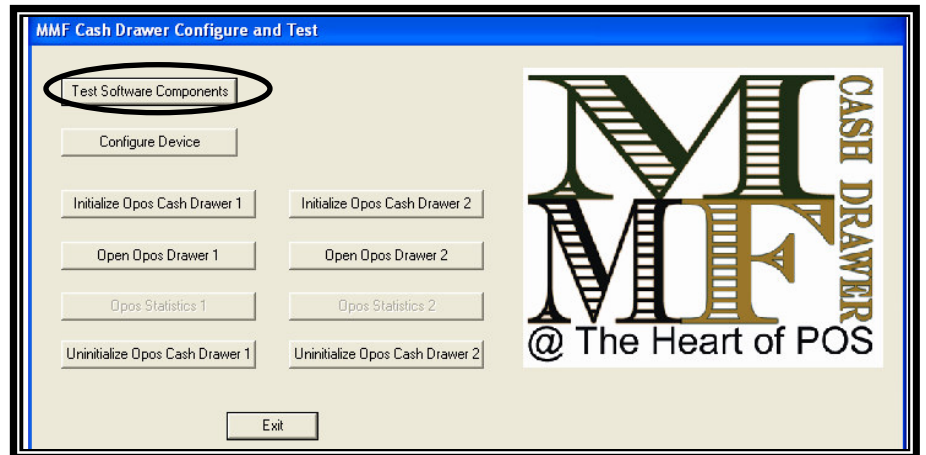 MMF Cash Drawer Configure and Test
Test Software Components
Configure Device
Initialize Opos Cash Drawer 1
Initialize Opos Cash Drawer 2
Open Opos Drawer 1
Open Opos Drawer 2
Opos Statistics 1
Opos Statistics 2
Uninitialize Opos Cash Drawer 1
Uninitialize Opos Cash Drawer 2
Exit
MMF
CASH DRAWER
@ The Heart of POS